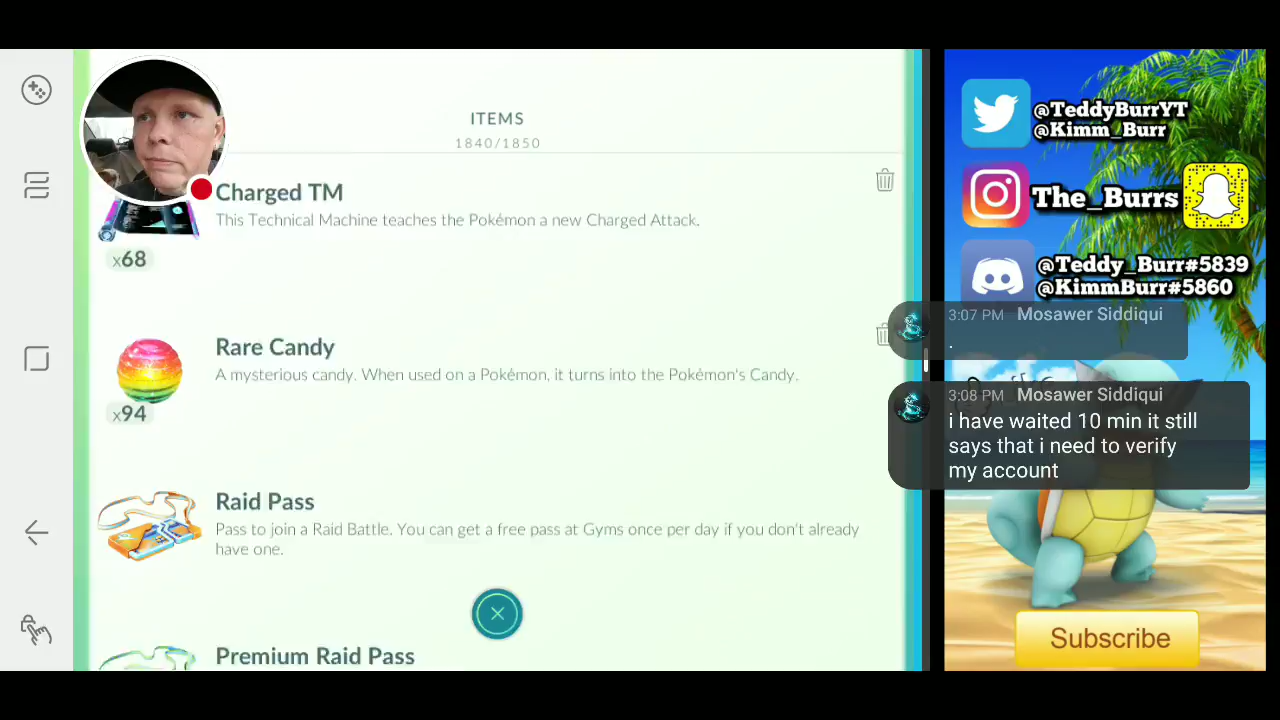 ITEMS
1840/1850
Charged TM
This Technical Machine teaches the Pokémon a new Charged Attack.
x68
Rare Candy
A mysterious candy. When used on a Pokémon, it turns into the Pokémon's Candy.
x94
Raid Pass
Pass to join a Raid Battle. You can get a free pass at Gyms once per day if you don't already
have one.
Premium Raid Pass
@TeddyBurrYT
@Kimm_Burr
The_Burrs
@Teddy_Burr#5839
@KimmBurr#5860
3:07 PM Mosawer Siddiqui
.
3:08 PM Mosawer Siddiqui
i have waited 10 min it still
says that i need to verify
my account
Subscribe